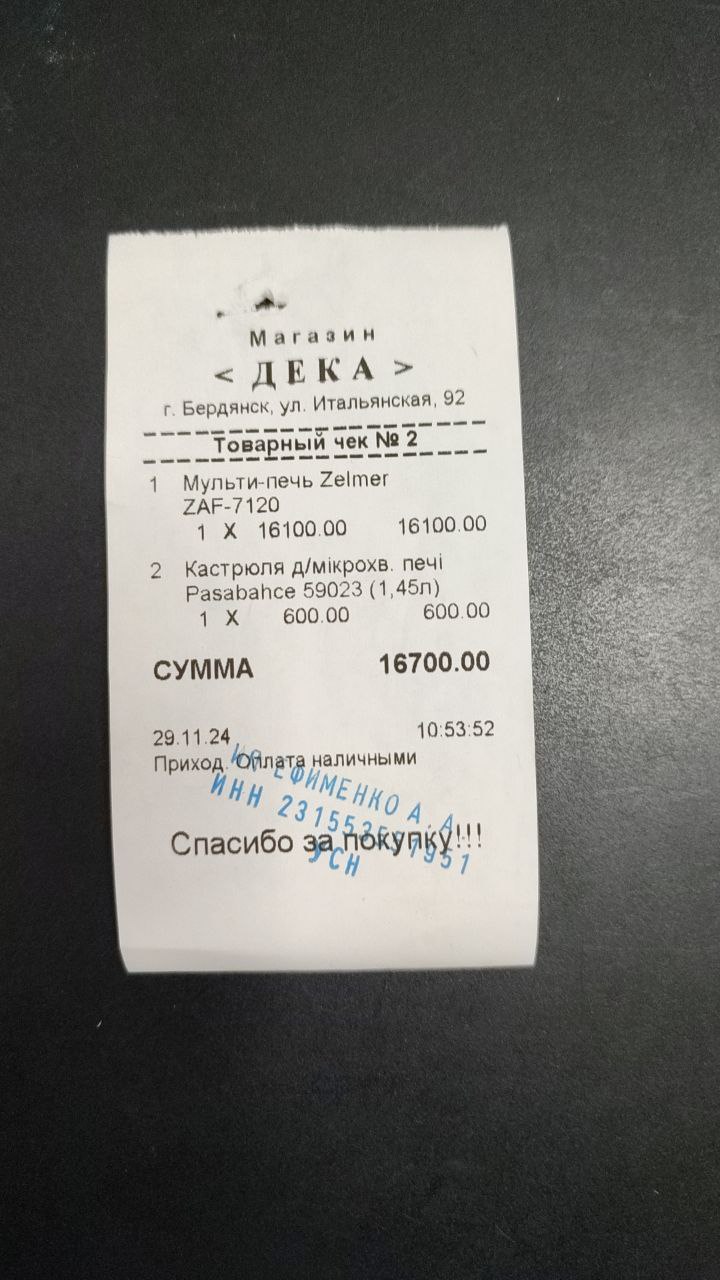 Магазин
< ДЕКА >
г. Бердянск, ул. Итальянская, 92
Товарный чек № 2
1 Мульти-печь Zelmer
ZAF-7120
1 X 16100.00 16100.00
2 Кастрюля д/мікрохв. печі
Pasabahce 59023 (1,45л)
1 X 600.00 600.00
СУММА 16700.00
29.11.24 10:53:52
Приход. Оплата наличными
ИП ЕФИМЕНКО А.А.
ИНН
Спасибо за покупку!!!
УСН